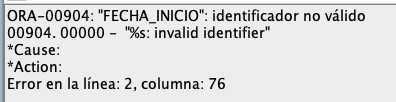 ORA-00904: "FECHA_INICIO": identificador no válido
00904. 00000 -  "%s: invalid identifier"
*Cause:
*Action:
Error en la línea: 2, columna: 76